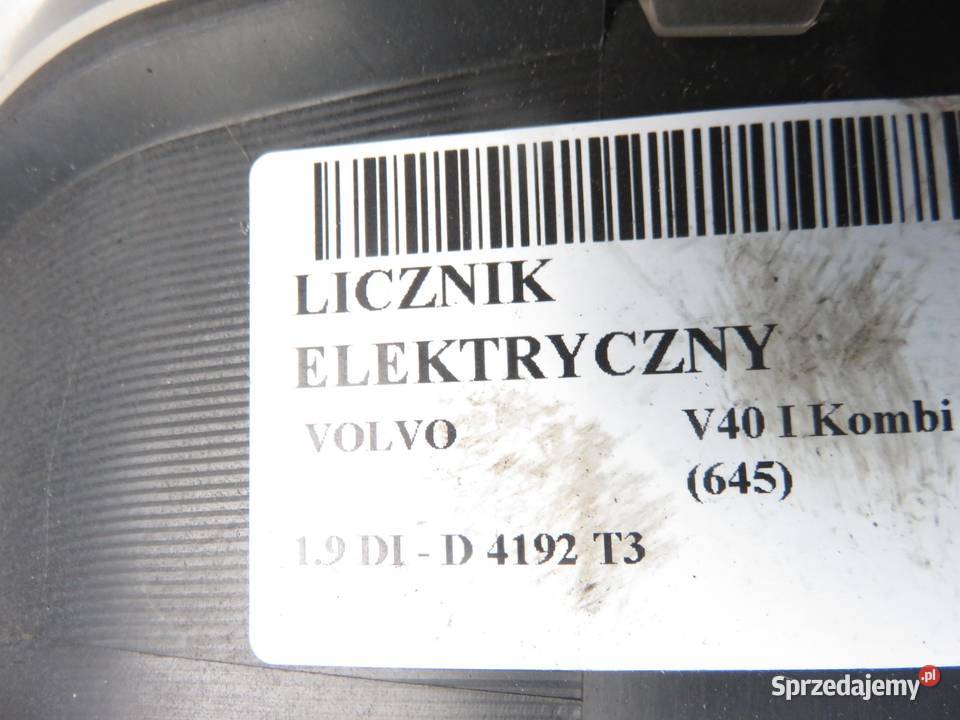 LICZNIK
ELEKTRYCZNY
VOLVO V40 I Kombi
(645)
1.9 DI - D 4192 T3
Sprzedajemy.pl